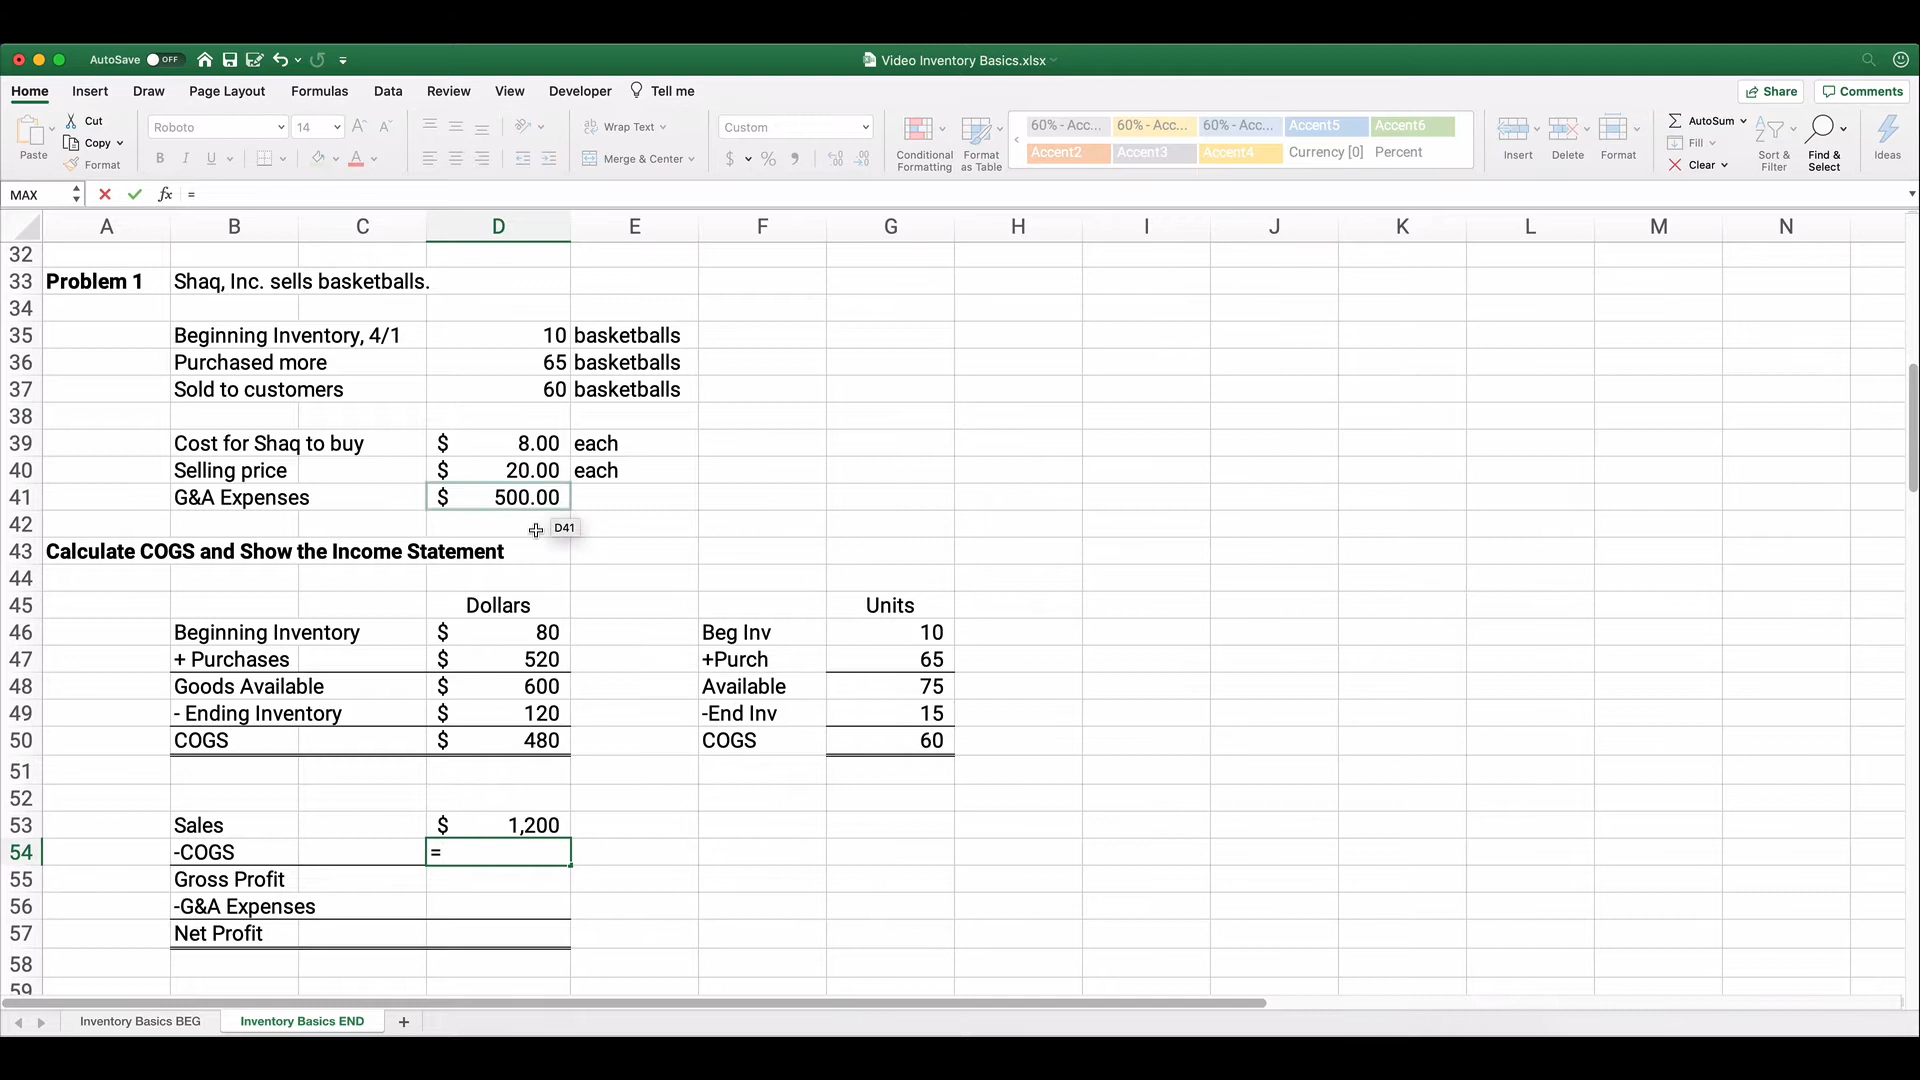 AutoSave OFF Video Inventory Basics.xlsx
Home Insert Draw Page Layout Formulas Data Review View Developer Tell me Share Comments
Paste Cut Copy Format Roboto 14 B I U A Wrap Text Merge & Center Custom $ % Conditional Formatting Format as Table
60% - Acc... 60% - Acc... 60% - Acc... Accent5 Accent6
Accent2 Accent3 Accent4 Currency [0] Percent
Insert Delete Format AutoSum Fill Clear Sort & Filter Find & Select Ideas
MAX fx =
A B C D E F G H I J K L M N
32
33 Problem 1 Shaq, Inc. sells basketballs.
34
35 Beginning Inventory, 4/1 10 basketballs
36 Purchased more 65 basketballs
37 Sold to customers 60 basketballs
38
39 Cost for Shaq to buy $ 8.00 each
40 Selling price $ 20.00 each
41 G&A Expenses $ 500.00
42 D41
43 Calculate COGS and Show the Income Statement
44
45 Dollars Units
46 Beginning Inventory $ 80 Beg Inv 10
47 + Purchases $ 520 +Purch 65
48 Goods Available $ 600 Available 75
49 - Ending Inventory $ 120 -End Inv 15
50 COGS $ 480 COGS 60
51
52
53 Sales $ 1,200
54 -COGS =
55 Gross Profit
56 -G&A Expenses
57 Net Profit
58
59
Inventory Basics BEG Inventory Basics END +